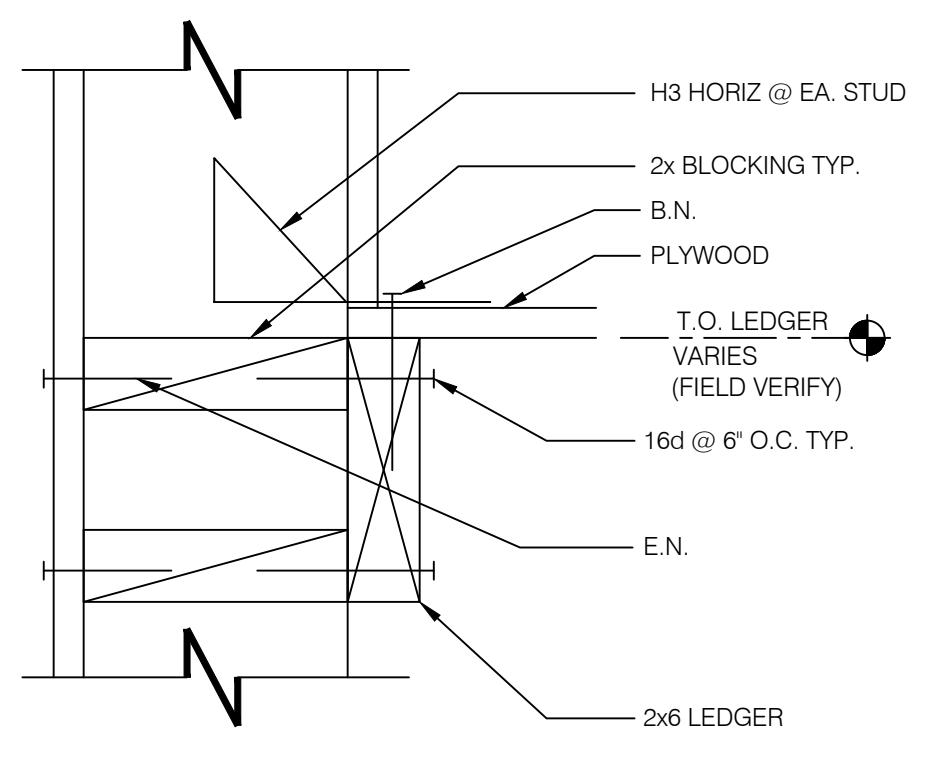 H3 HORIZ @ EA. STUD
2x BLOCKING TYP.
B.N.
PLYWOOD
T.O. LEDGER
VARIES
(FIELD VERIFY)
16d @ 6" O.C. TYP.
E.N.
2x6 LEDGER